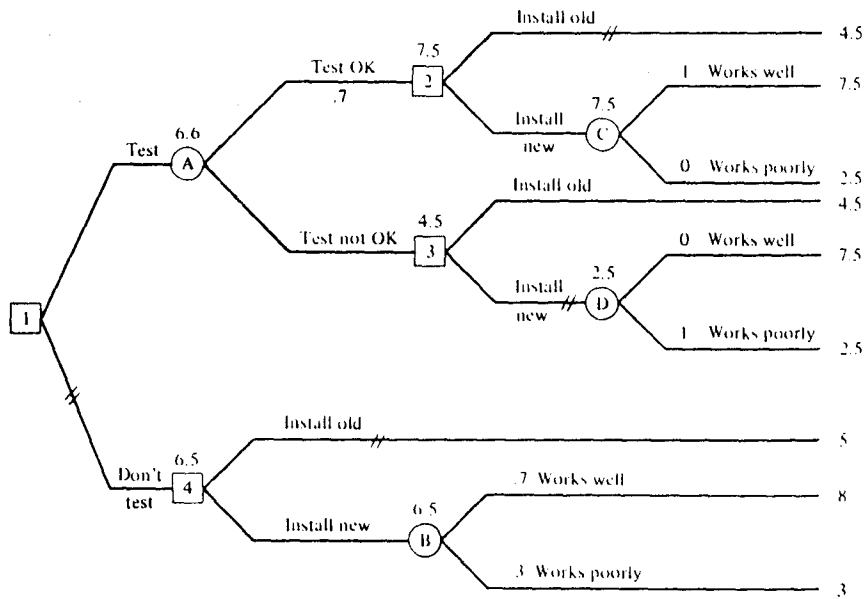 Install old
4.5
7.5
Test OK
2
.7
1 Works well
7.5
7.5
Install
new
C
6.6
Test
A
0 Works poorly
2.5
Install old
4.5
4.5
Test not OK
3
0 Works well
7.5
2.5
Install
new
D
1
1 Works poorly
2.5
Install old
5
6.5
Don't
test
4
.7 Works well
8
6.5
Install new
B
.3 Works poorly
.3